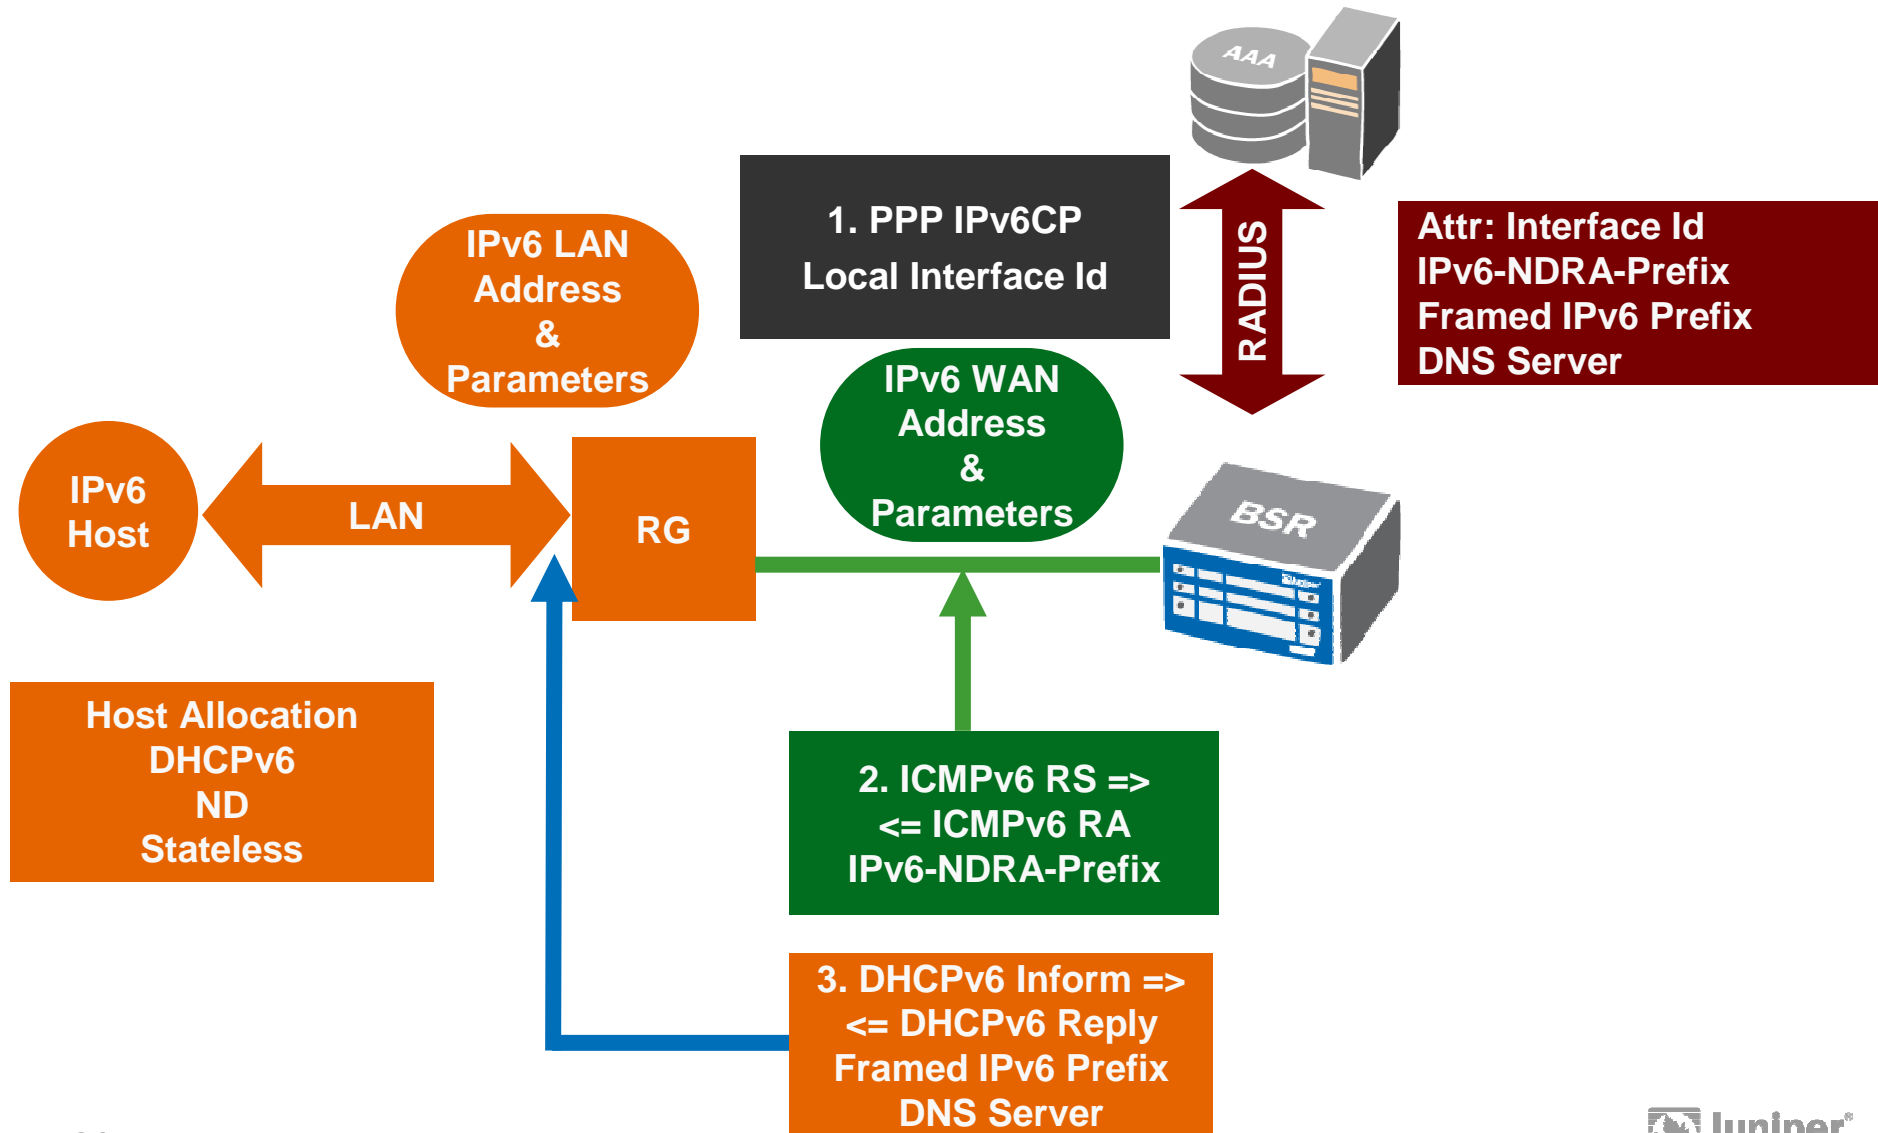 AAA
1. PPP IPv6CP
Local Interface Id
RADIUS
Attr: Interface Id
IPv6-NDRA-Prefix
Framed IPv6 Prefix
DNS Server
IPv6 LAN
Address
&
Parameters
IPv6 WAN
Address
&
Parameters
IPv6
Host
LAN
RG
BSR
Host Allocation
DHCPv6
ND
Stateless
2. ICMPv6 RS =>
<= ICMPv6 RA
IPv6-NDRA-Prefix
3. DHCPv6 Inform =>
<= DHCPv6 Reply
Framed IPv6 Prefix
DNS Server
Juniper®